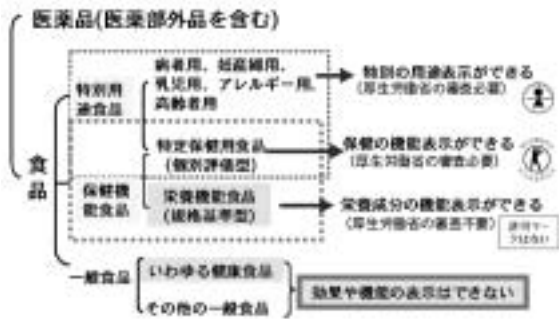 医薬品(医薬部外品を含む)
病者用、妊産婦用、
乳児用、アレルギー用、
高齢者用
特別用
途食品
特別の用途表示ができる
(厚生労働省の審査必要)
特定保健用食品
(個別評価型)
保健の機能表示ができる
(厚生労働省の審査必要)
食品
保健機
能食品
栄養機能食品
(規格基準型)
栄養成分の機能表示ができる
(厚生労働省の審査不要)
許可マー
クはない
一般食品
いわゆる健康食品
その他の一般食品
効果や機能の表示はできない